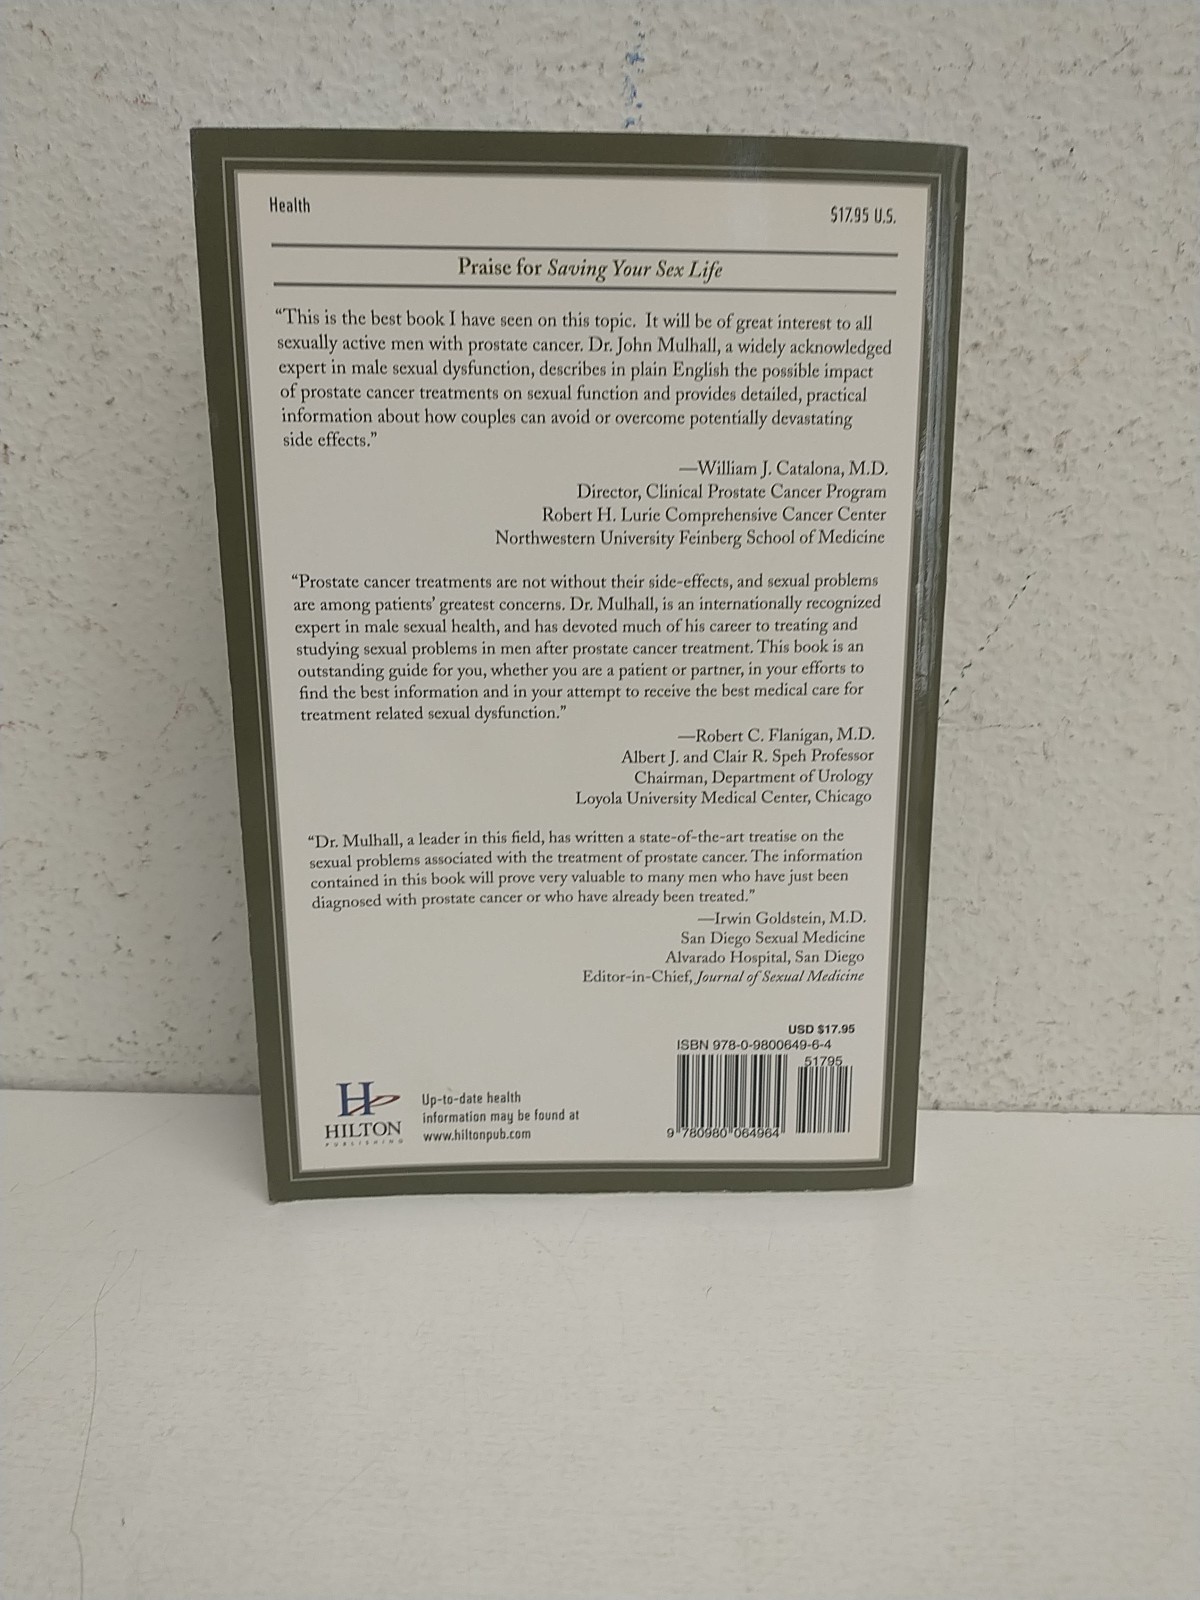 Health
$17.95 U.S.
Praise for Saving Your Sex Life
“This is the best book I have seen on this topic. It will be of great interest to all
sexually active men with prostate cancer. Dr. John Mulhall, a widely acknowledged
expert in male sexual dysfunction, describes in plain English the possible impact
of prostate cancer treatments on sexual function and provides detailed, practical
information about how couples can avoid or overcome potentially devastating
side effects.”
—William J. Catalona, M.D.
Director, Clinical Prostate Cancer Program
Robert H. Lurie Comprehensive Cancer Center
Northwestern University Feinberg School of Medicine
“Prostate cancer treatments are not without their side-effects, and sexual problems
are among patients’ greatest concerns. Dr. Mulhall, is an internationally recognized
expert in male sexual health, and has devoted much of his career to treating and
studying sexual problems in men after prostate cancer treatment. This book is an
outstanding guide for you, whether you are a patient or partner, in your efforts to
find the best information and in your attempt to receive the best medical care for
treatment related sexual dysfunction.”
—Robert C. Flanigan, M.D.
Albert J. and Clair R. Speh Professor
Chairman, Department of Urology
Loyola University Medical Center, Chicago
“Dr. Mulhall, a leader in this field, has written a state-of-the-art treatise on the
sexual problems associated with the treatment of prostate cancer. The information
contained in this book will prove very valuable to many men who have just been
diagnosed with prostate cancer or who have already been treated.”
—Irwin Goldstein, M.D.
San Diego Sexual Medicine
Alvarado Hospital, San Diego
Editor-in-Chief, Journal of Sexual Medicine
USD $17.95
ISBN 978-0-9800649-6-4
51795
9 780980 064964
Hp
HILTON
PUBLISHING
Up-to-date health
information may be found at
www.hiltonpub.com